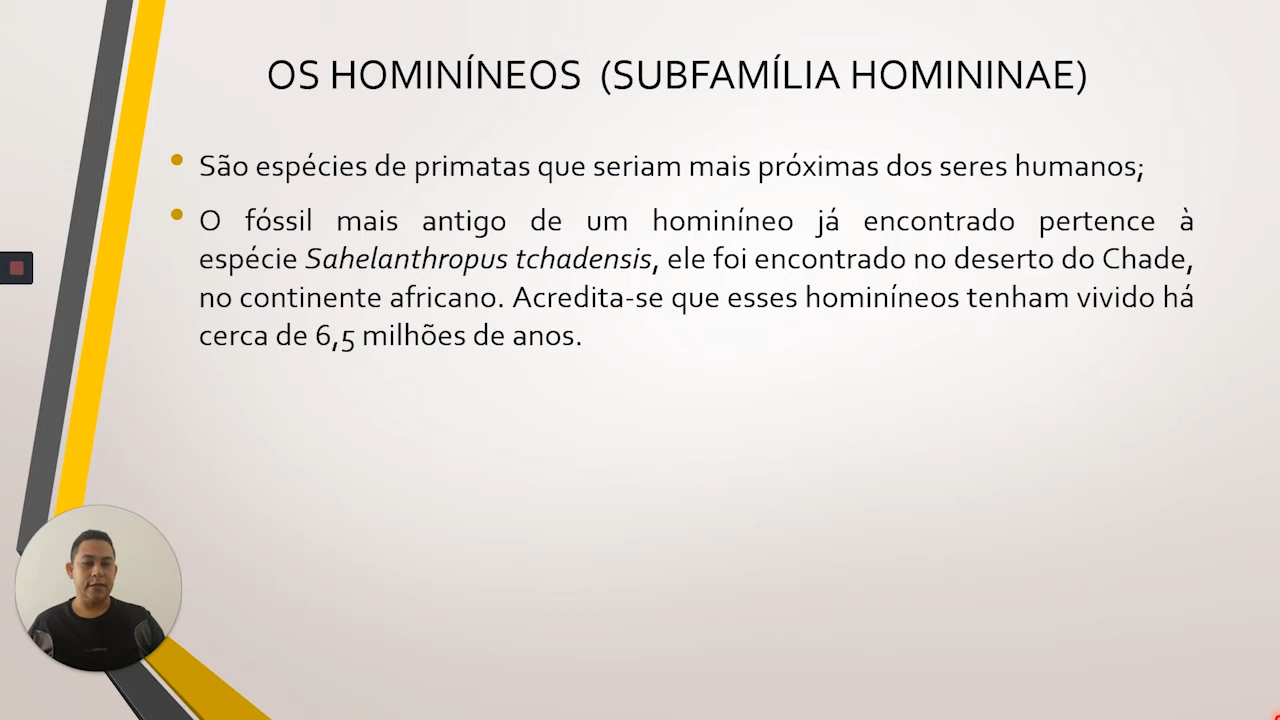 OS HOMINÍNEOS (SUBFAMÍLIA HOMININAE)
• São espécies de primatas que seriam mais próximas dos seres humanos;
• O fóssil mais antigo de um hominíneo já encontrado pertence à
espécie Sahelanthropus tchadensis, ele foi encontrado no deserto do Chade,
no continente africano. Acredita-se que esses hominíneos tenham vivido há
cerca de 6,5 milhões de anos.